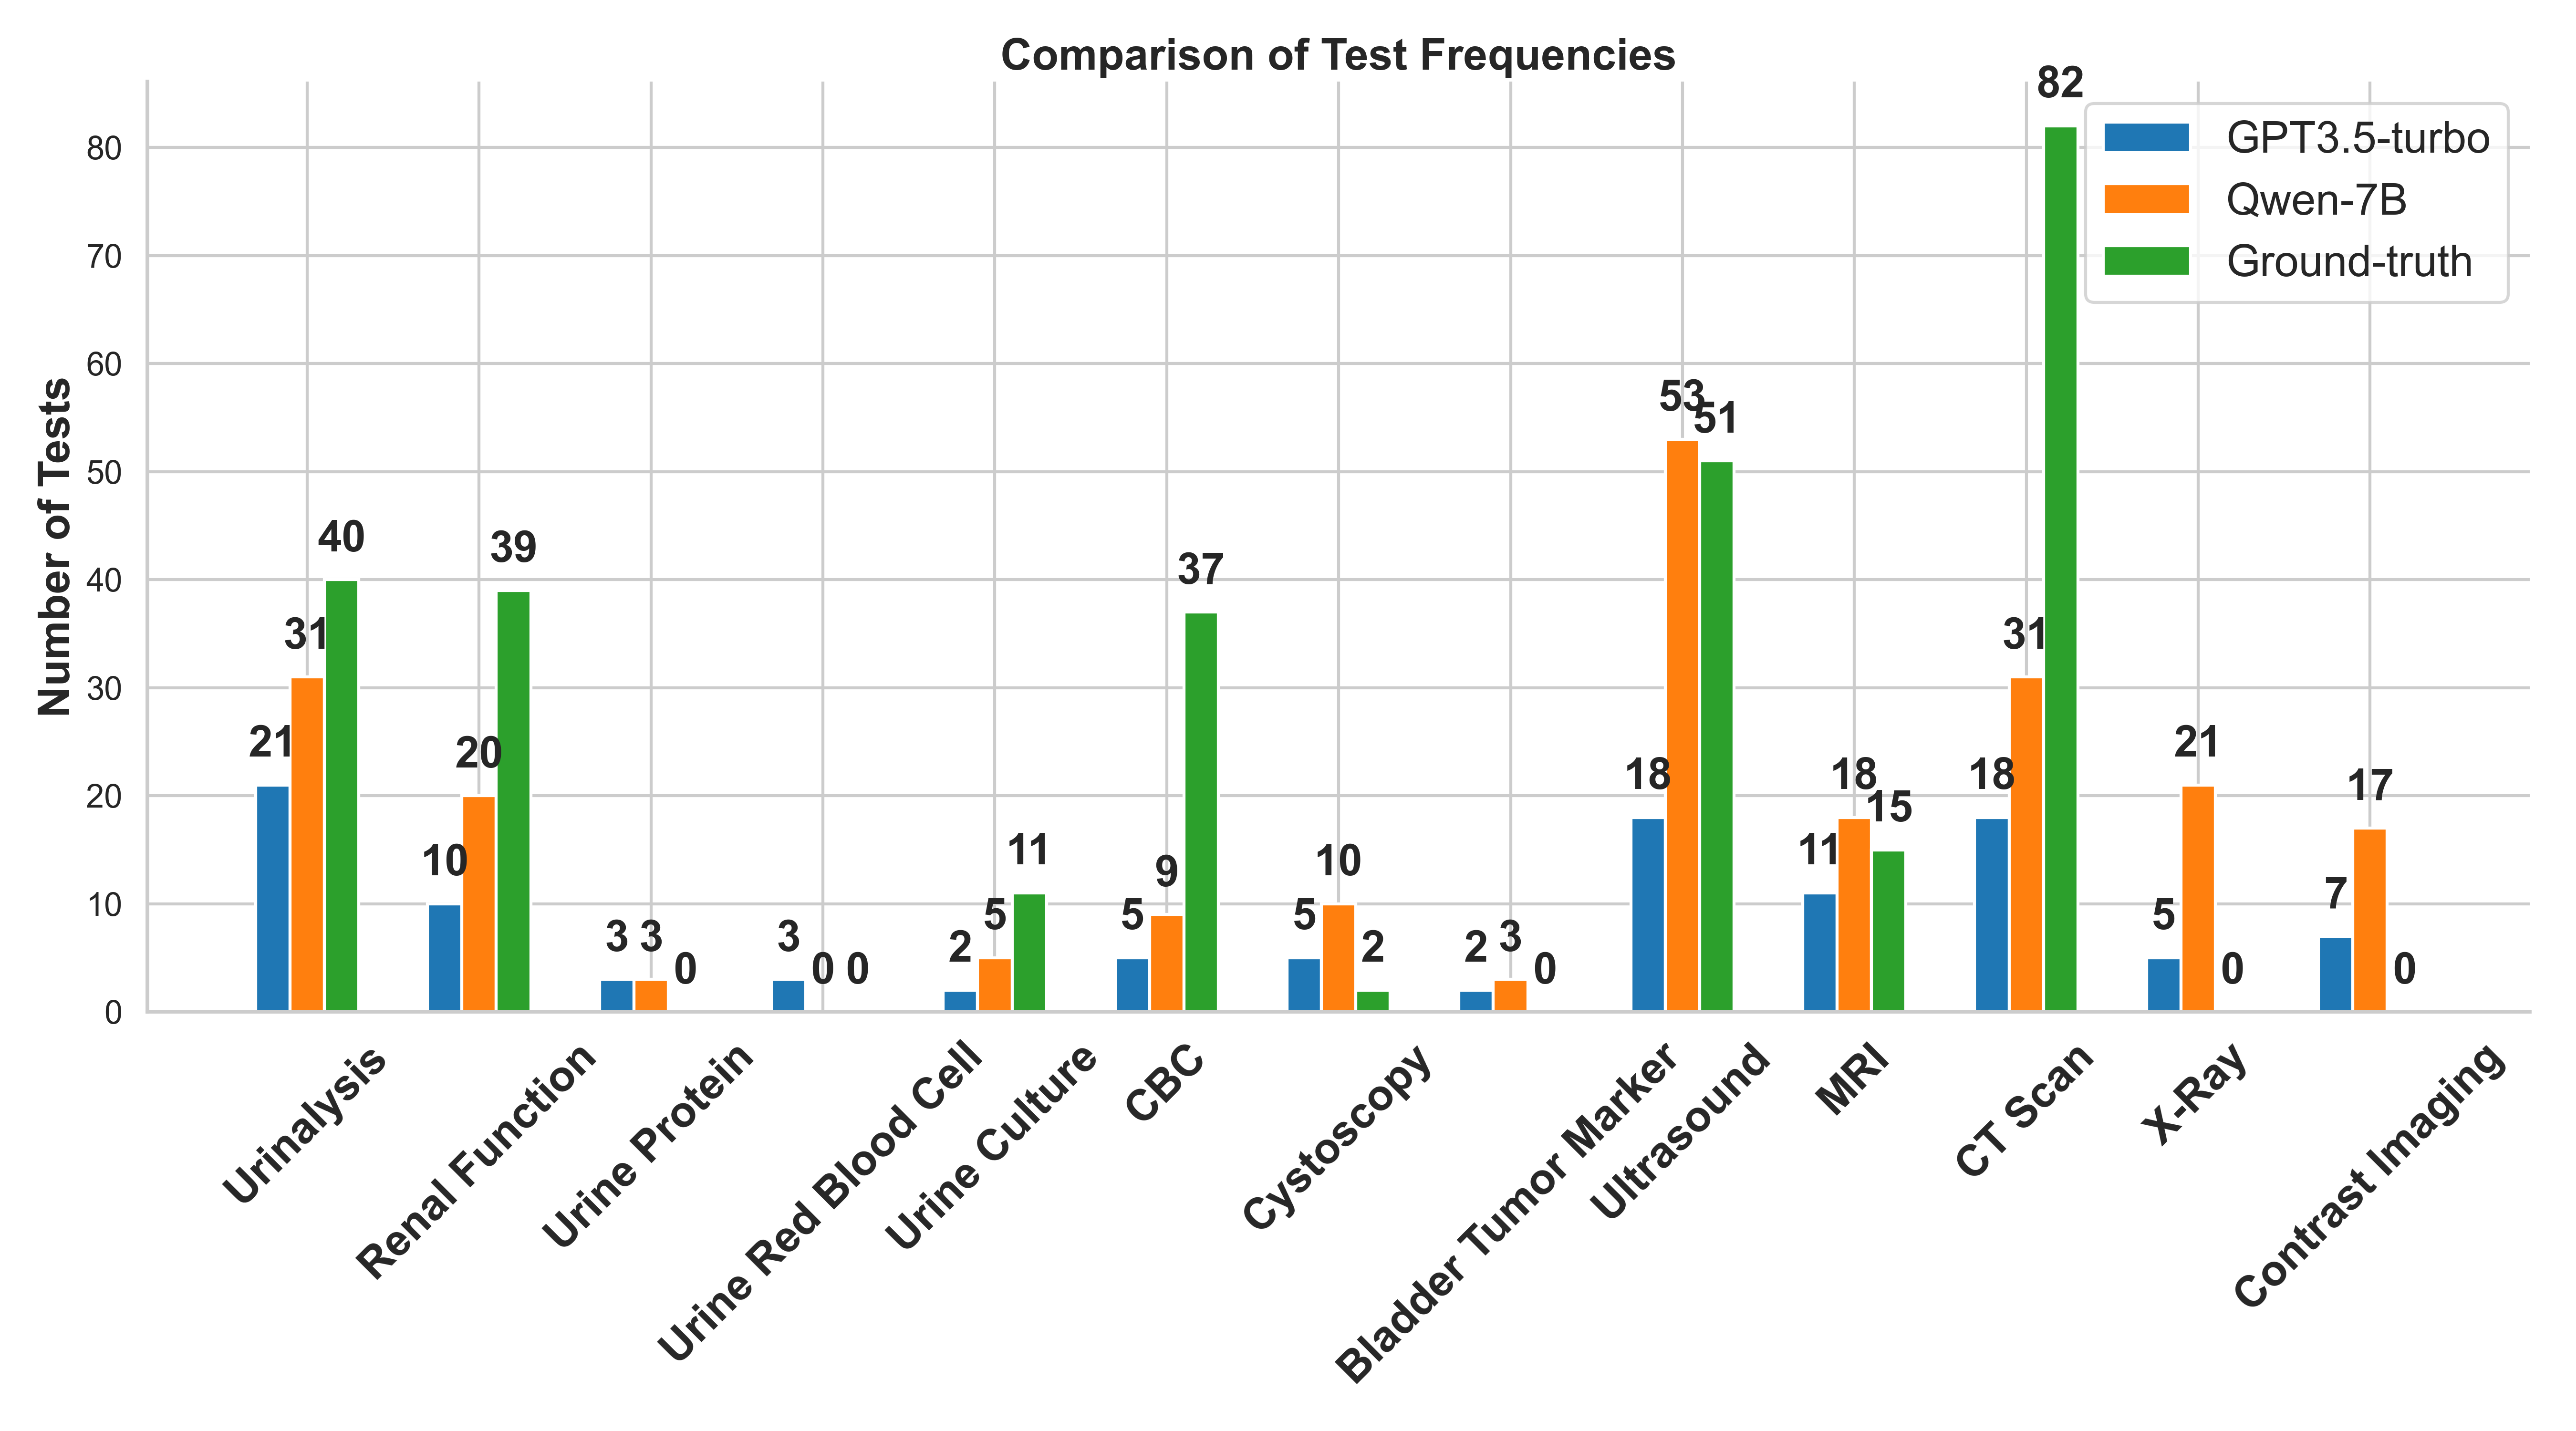 Comparison of Test Frequencies
Number of Tests
80
70
60
50
40
30
20
10
0
GPT3.5-turbo
Qwen-7B
Ground-truth
21
31
40
10
20
39
3
3
0
3
0
0
2
5
11
5
9
37
5
10
2
2
3
0
18
53
51
11
18
15
18
31
82
5
21
0
7
17
0
Urinalysis
Renal Function
Urine Protein
Urine Red Blood Cell
Urine Culture
CBC
Cystoscopy
Bladder Tumor Marker
Ultrasound
MRI
CT Scan
X-Ray
Contrast Imaging